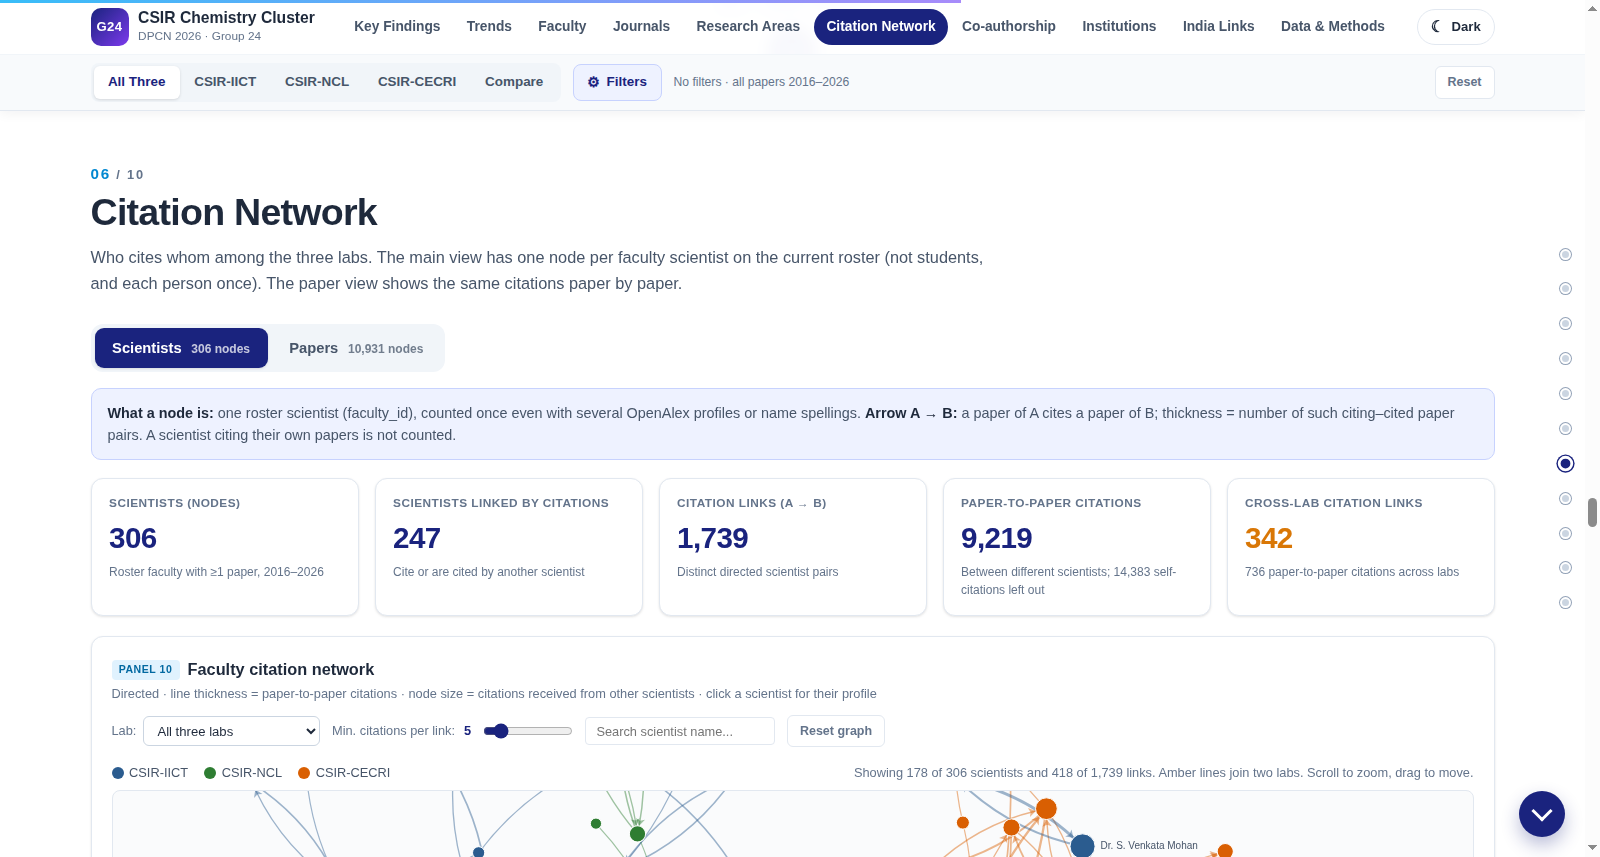 G24
CSIR Chemistry Cluster
DPCN 2026 · Group 24
Key Findings
Trends
Faculty
Journals
Research Areas
Citation Network
Co-authorship
Institutions
India Links
Data & Methods
Dark
All Three
CSIR-IICT
CSIR-NCL
CSIR-CECRI
Compare
Filters
No filters · all papers 2016–2026
Reset
06 / 10
Citation Network
Who cites whom among the three labs. The main view has one node per faculty scientist on the current roster (not students,
and each person once). The paper view shows the same citations paper by paper.
Scientists 306 nodes
Papers 10,931 nodes
What a node is: one roster scientist (faculty_id), counted once even with several OpenAlex profiles or name spellings. Arrow A → B: a paper of A cites a paper of B; thickness = number of such citing–cited paper
pairs. A scientist citing their own papers is not counted.
SCIENTISTS (NODES)
306
Roster faculty with ≥1 paper, 2016–2026
SCIENTISTS LINKED BY CITATIONS
247
Cite or are cited by another scientist
CITATION LINKS (A → B)
1,739
Distinct directed scientist pairs
PAPER-TO-PAPER CITATIONS
9,219
Between different scientists; 14,383 self-
citations left out
CROSS-LAB CITATION LINKS
342
736 paper-to-paper citations across labs
PANEL 10
Faculty citation network
Directed · line thickness = paper-to-paper citations · node size = citations received from other scientists · click a scientist for their profile
Lab:
All three labs
Min. citations per link: 5
Search scientist name...
Reset graph
CSIR-IICT
CSIR-NCL
CSIR-CECRI
Showing 178 of 306 scientists and 418 of 1,739 links. Amber lines join two labs. Scroll to zoom, drag to move.
Dr. S. Venkata Mohan